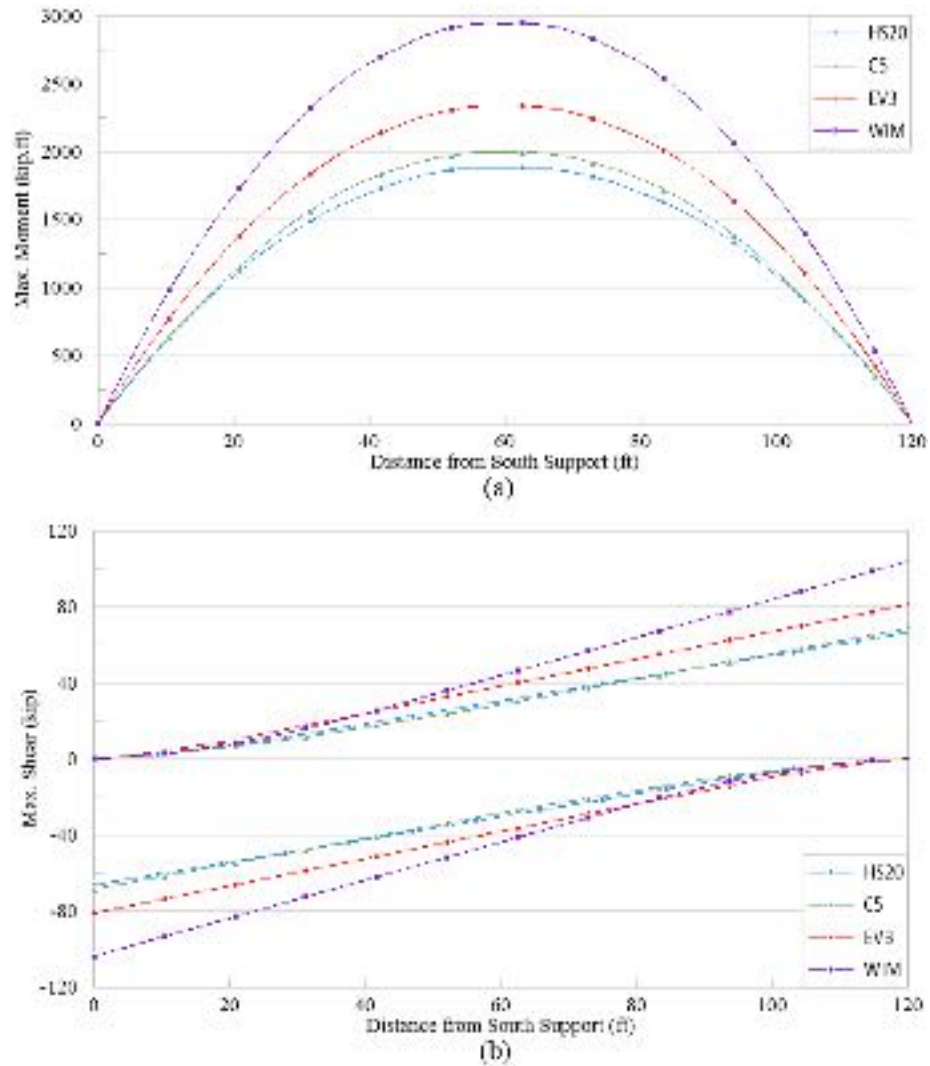 3000
2500
2000
1500
1000
500
0
Max. Moment (kip.ft)
HS20
C5
EV3
WIM
0 20 40 60 80 100 120
Distance from South Support (ft)
(a)
120
80
40
0
-40
-80
-120
Max. Shear (kip)
HS20
C5
EV3
WIM
0 20 40 60 80 100 120
Distance from South Support (ft)
(b)